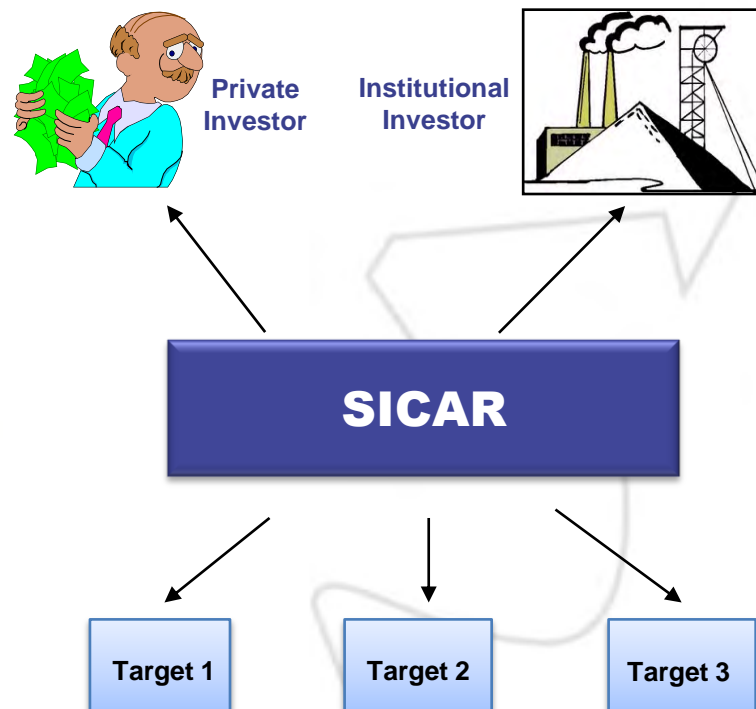 Private
Investor
Institutional
Investor
SICAR
Target 1
Target 2
Target 3